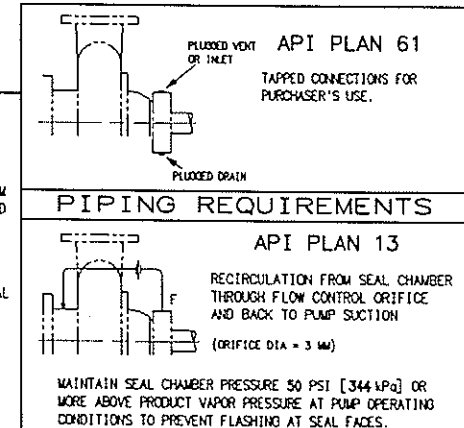 PLUGGED VENT
OR INLET
API PLAN 61
TAPPED CONNECTIONS FOR
PURCHASER'S USE.
PLUGGED DRAIN
M
D
PIPING REQUIREMENTS
API PLAN 13
AL
RECIRCULATION FROM SEAL CHAMBER
THROUGH FLOW CONTROL ORIFICE
AND BACK TO PUMP SUCTION
F
(ORIFICE DIA = 3 MM)
MAINTAIN SEAL CHAMBER PRESSURE 50 PSI [344 kPa] OR
MORE ABOVE PRODUCT VAPOR PRESSURE AT PUMP OPERATING
CONDITIONS TO PREVENT FLASHING AT SEAL FACES.